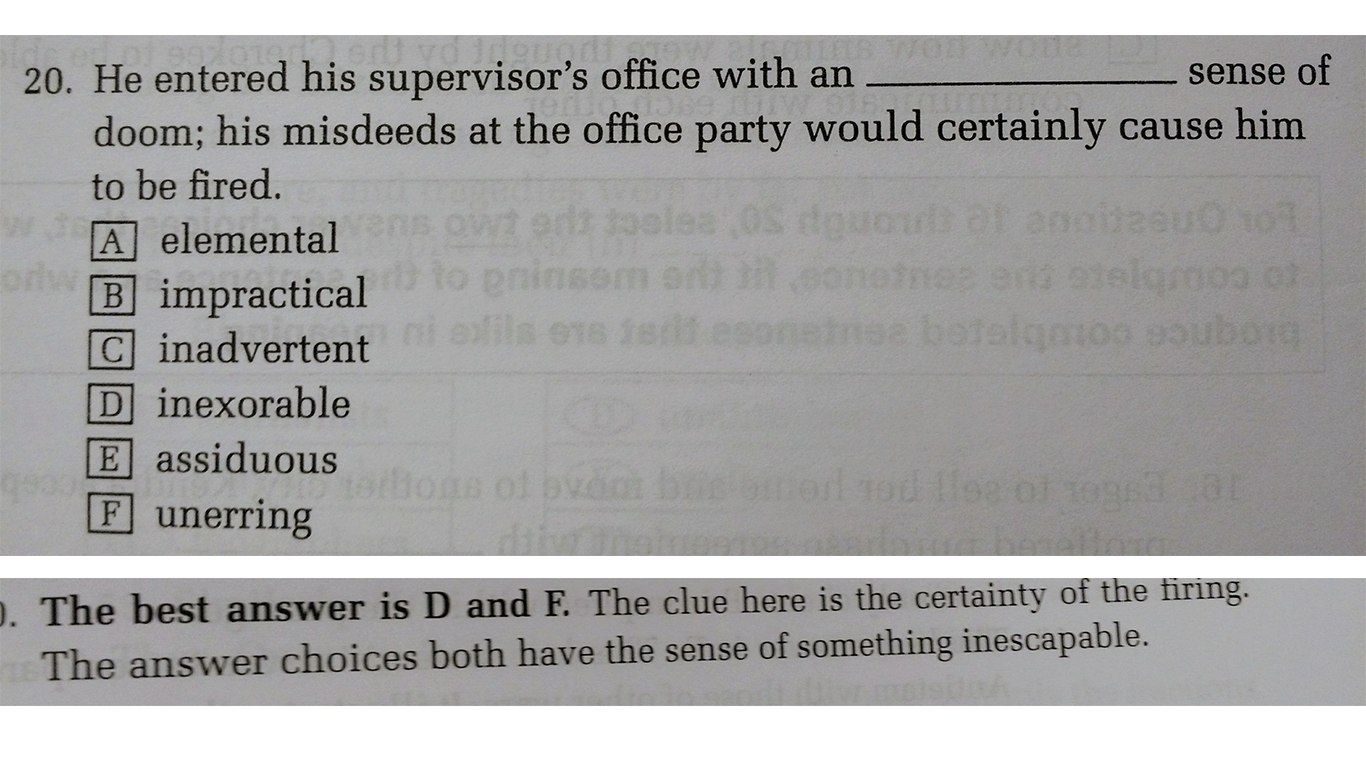 20. He entered his supervisor's office with an ____________ sense of
doom; his misdeeds at the office party would certainly cause him
to be fired.
A elemental
B impractical
C inadvertent
D inexorable
E assiduous
F unerring
). The best answer is D and F. The clue here is the certainty of the firing.
The answer choices both have the sense of something inescapable.